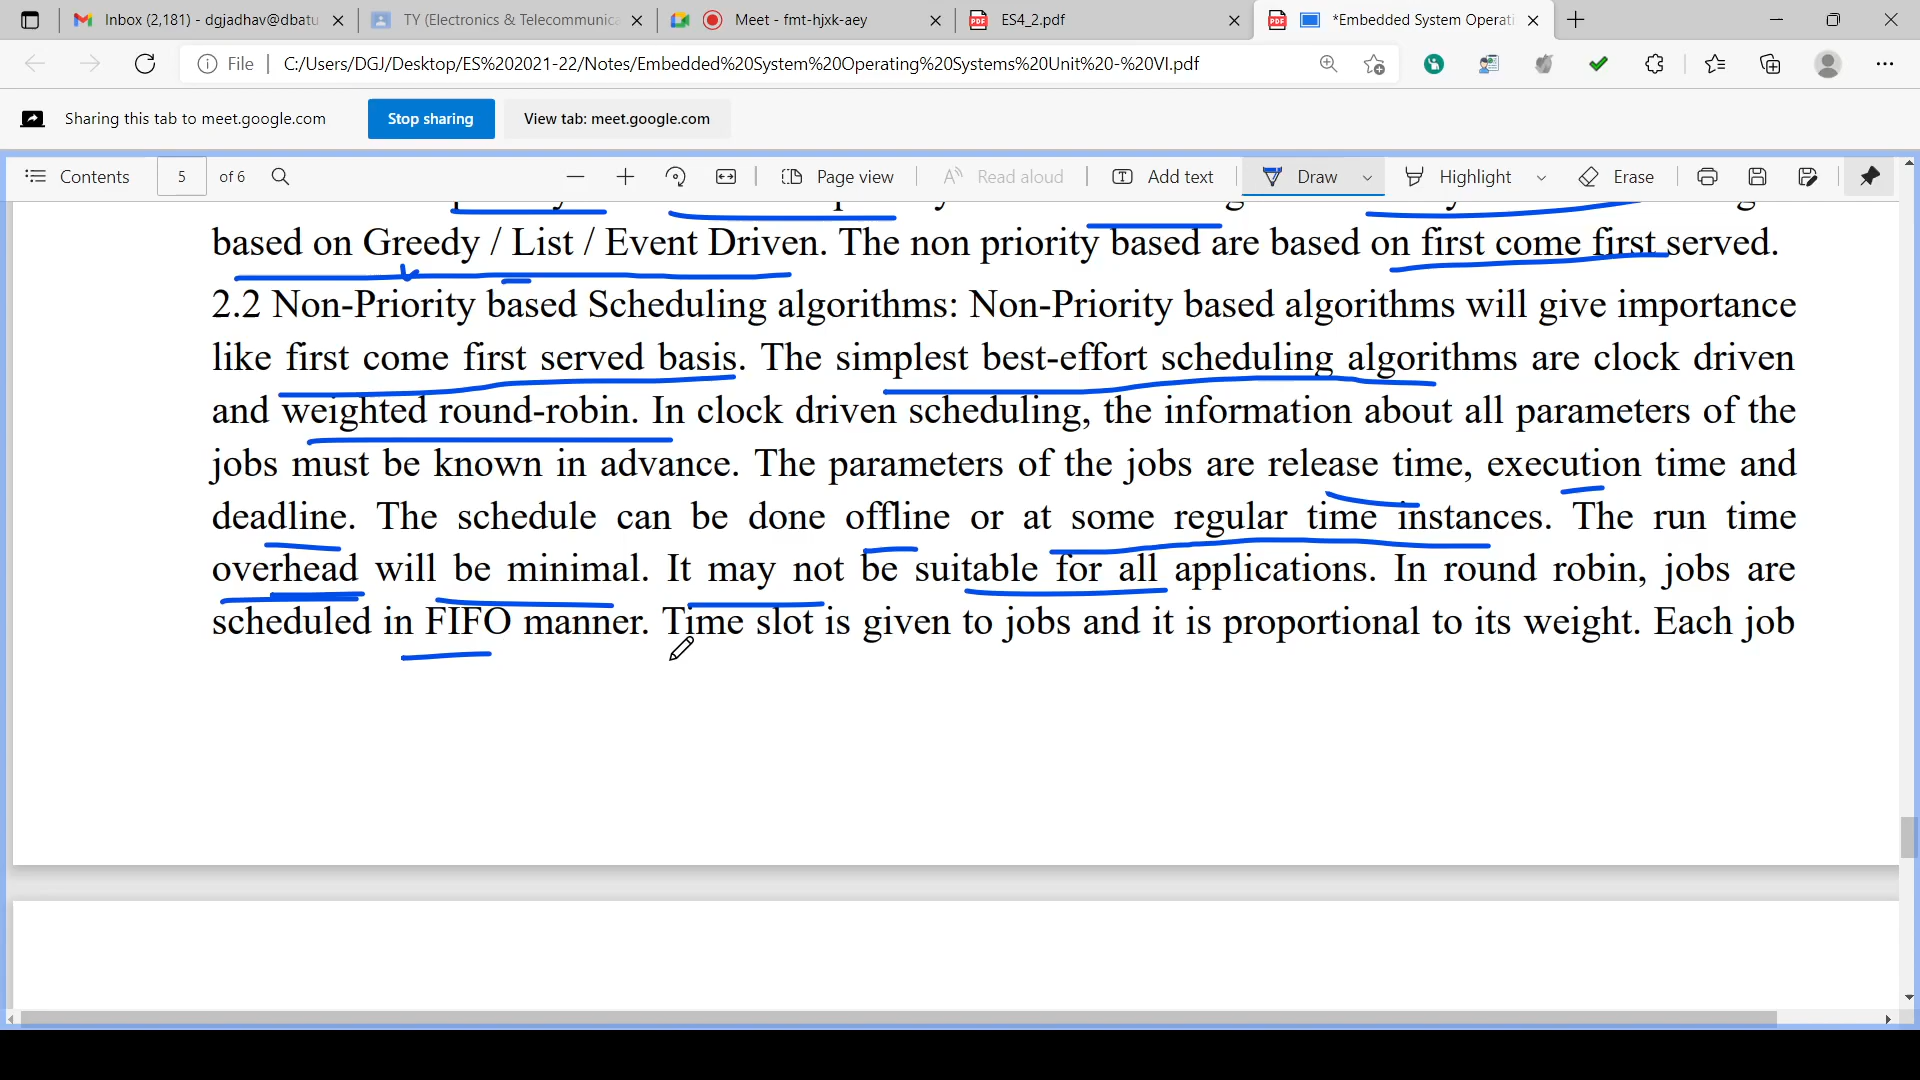 Inbox (2,181) - dgjadhav@dbatu
TY (Electronics & Telecommunica
Meet - fmt-hjxk-aey
ES4_2.pdf
*Embedded System Operati
File
C:/Users/DGJ/Desktop/ES%202021-22/Notes/Embedded%20System%20Operating%20Systems%20Unit%20-%20VI.pdf
Sharing this tab to meet.google.com
Stop sharing
View tab: meet.google.com
Contents
5
of 6
Page view
Read aloud
Add text
Draw
Highlight
Erase
based on Greedy / List / Event Driven. The non priority based are based on first come first served.
2.2 Non-Priority based Scheduling algorithms: Non-Priority based algorithms will give importance
like first come first served basis. The simplest best-effort scheduling algorithms are clock driven
and weighted round-robin. In clock driven scheduling, the information about all parameters of the
jobs must be known in advance. The parameters of the jobs are release time, execution time and
deadline. The schedule can be done offline or at some regular time instances. The run time
overhead will be minimal. It may not be suitable for all applications. In round robin, jobs are
scheduled in FIFO manner. Time slot is given to jobs and it is proportional to its weight. Each job